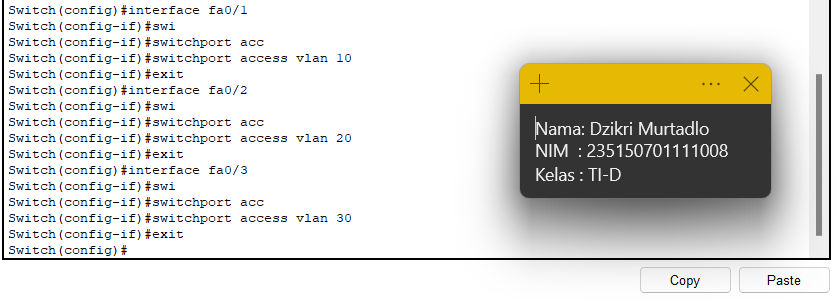 Switch(config)#interface fa0/1
Switch(config-if)#swi
Switch(config-if)#switchport acc
Switch(config-if)#switchport access vlan 10
Switch(config-if)#exit
Switch(config)#interface fa0/2
Switch(config-if)#swi
Switch(config-if)#switchport acc
Switch(config-if)#switchport access vlan 20
Switch(config-if)#exit
Switch(config)#interface fa0/3
Switch(config-if)#swi
Switch(config-if)#switchport acc
Switch(config-if)#switchport access vlan 30
Switch(config-if)#exit
Switch(config)#
Nama: Dzikri Murtadlo
NIM : 235150701111008
Kelas : TI-D
Copy
Paste